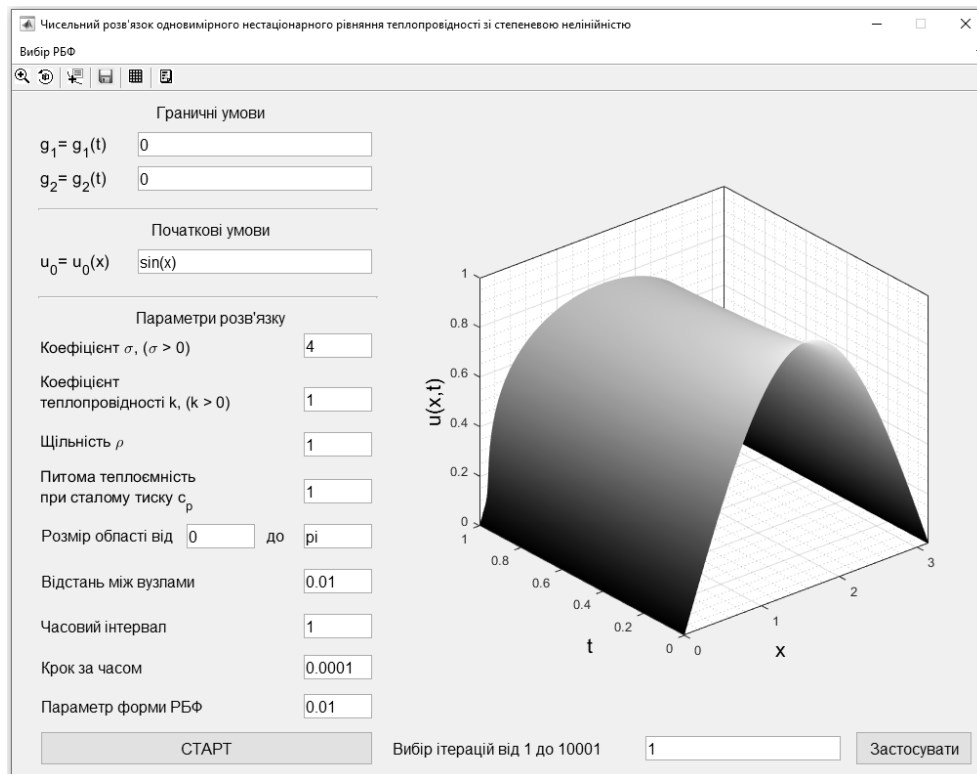 Чисельний розв'язок одновимірного нестаціонарного рівняння теплопровідності зі степеневою нелінійністю
Вибір РБФ
Граничні умови
g₁= g₁(t) 0
g₂= g₂(t) 0
Початкові умови
u₀= u₀(x) sin(x)
Параметри розв'язку
Коефіцієнт σ, (σ > 0) 4
Коефіцієнт
теплопровідності k, (k > 0) 1
Щільність ρ 1
Питома теплоємність
при сталому тиску cₚ 1
Розмір області від 0 до pi
Відстань між вузлами 0.01
Часовий інтервал 1
Крок за часом 0.0001
Параметр форми РБФ 0.01
СТАРТ
1
0.8
0.6
0.4
0.2
0
u(x,t)
1
0.8
0.6
0.4
0.2
0
t
0
1
2
3
x
Вибір ітерацій від 1 до 10001 1 Застосувати